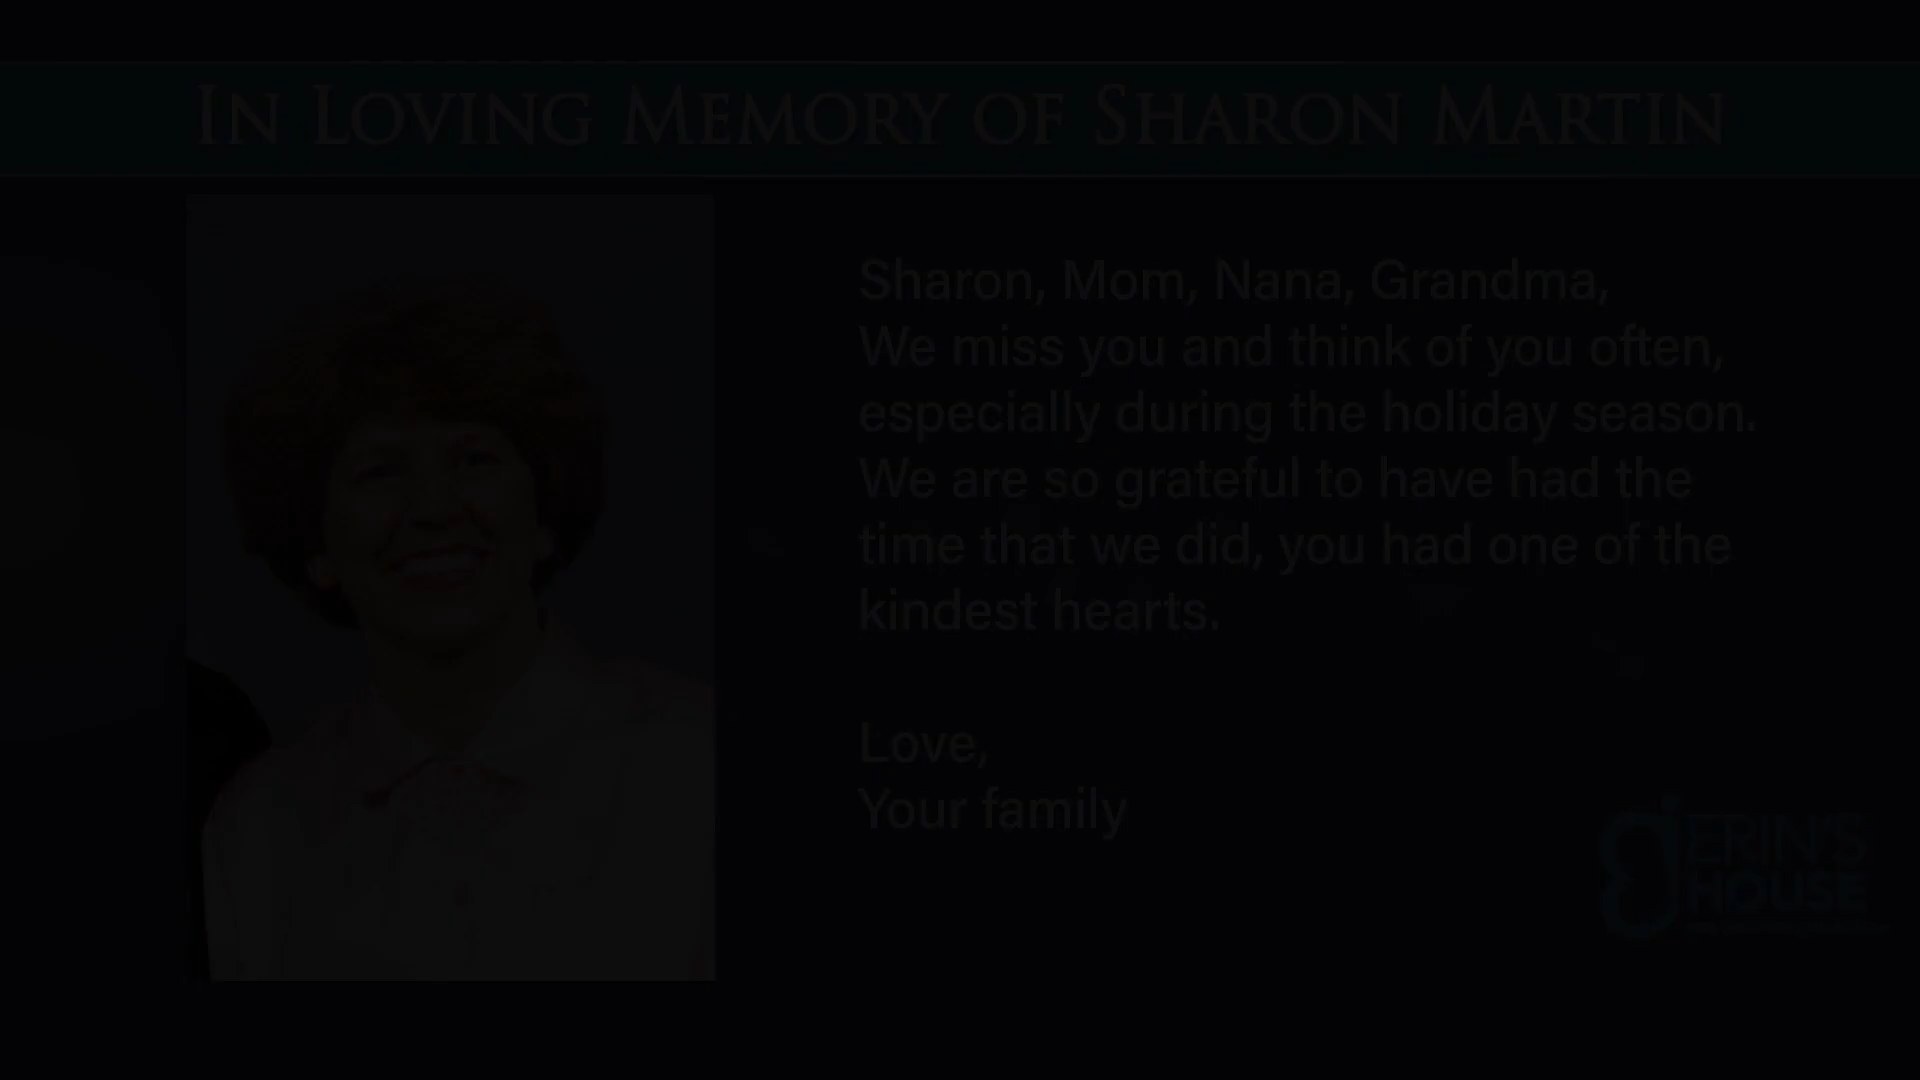 In Loving Memory of Sharon Martin
Sharon, Mom, Nana, Grandma,
We miss you and think of you often,
especially during the holiday season.
We are so grateful to have had the
time that we did, you had one of the
kindest hearts.
Love,
Your family
ERIN'S
HOUSE